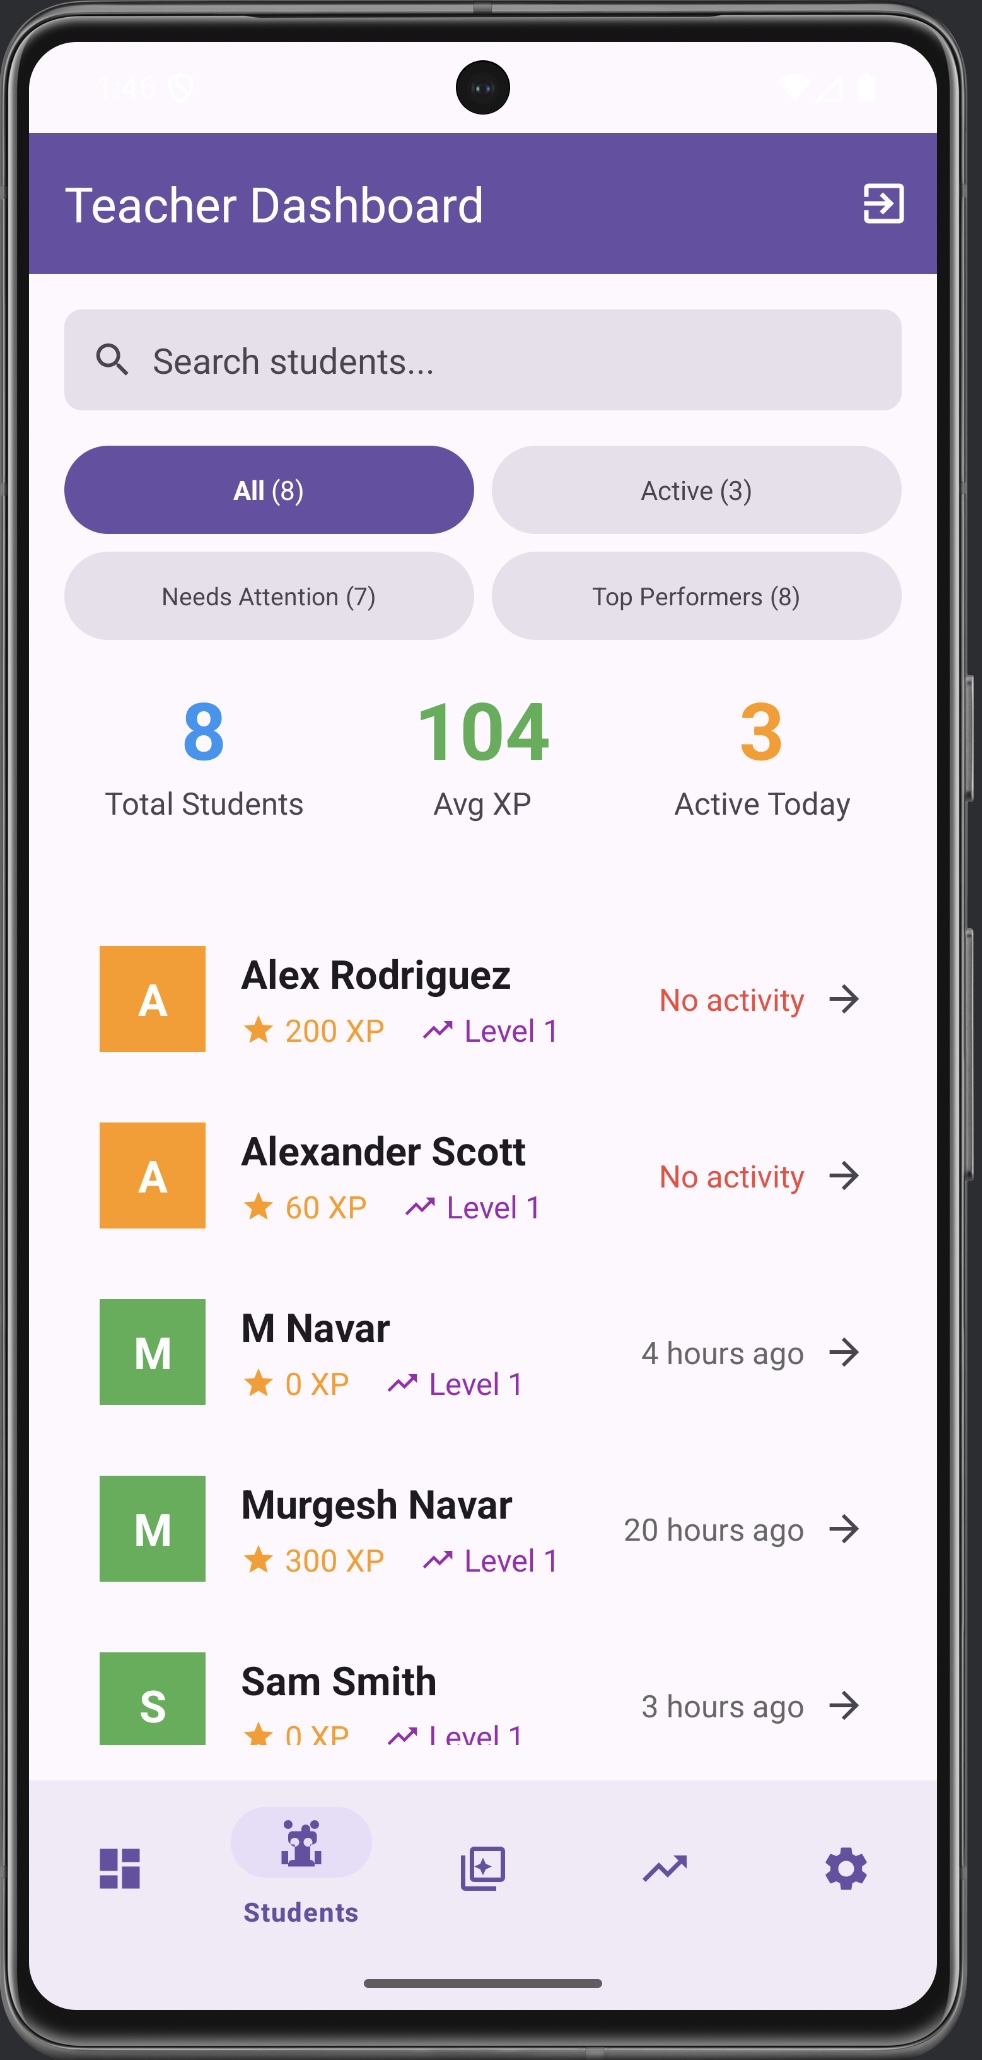 1:46
Teacher Dashboard
Search students...
All (8)
Active (3)
Needs Attention (7)
Top Performers (8)
8
104
3
Total Students
Avg XP
Active Today
A
Alex Rodriguez
200 XP
Level 1
No activity
A
Alexander Scott
60 XP
Level 1
No activity
M
M Navar
0 XP
Level 1
4 hours ago
M
Murgesh Navar
300 XP
Level 1
20 hours ago
S
Sam Smith
0 XP
Level 1
3 hours ago
Students